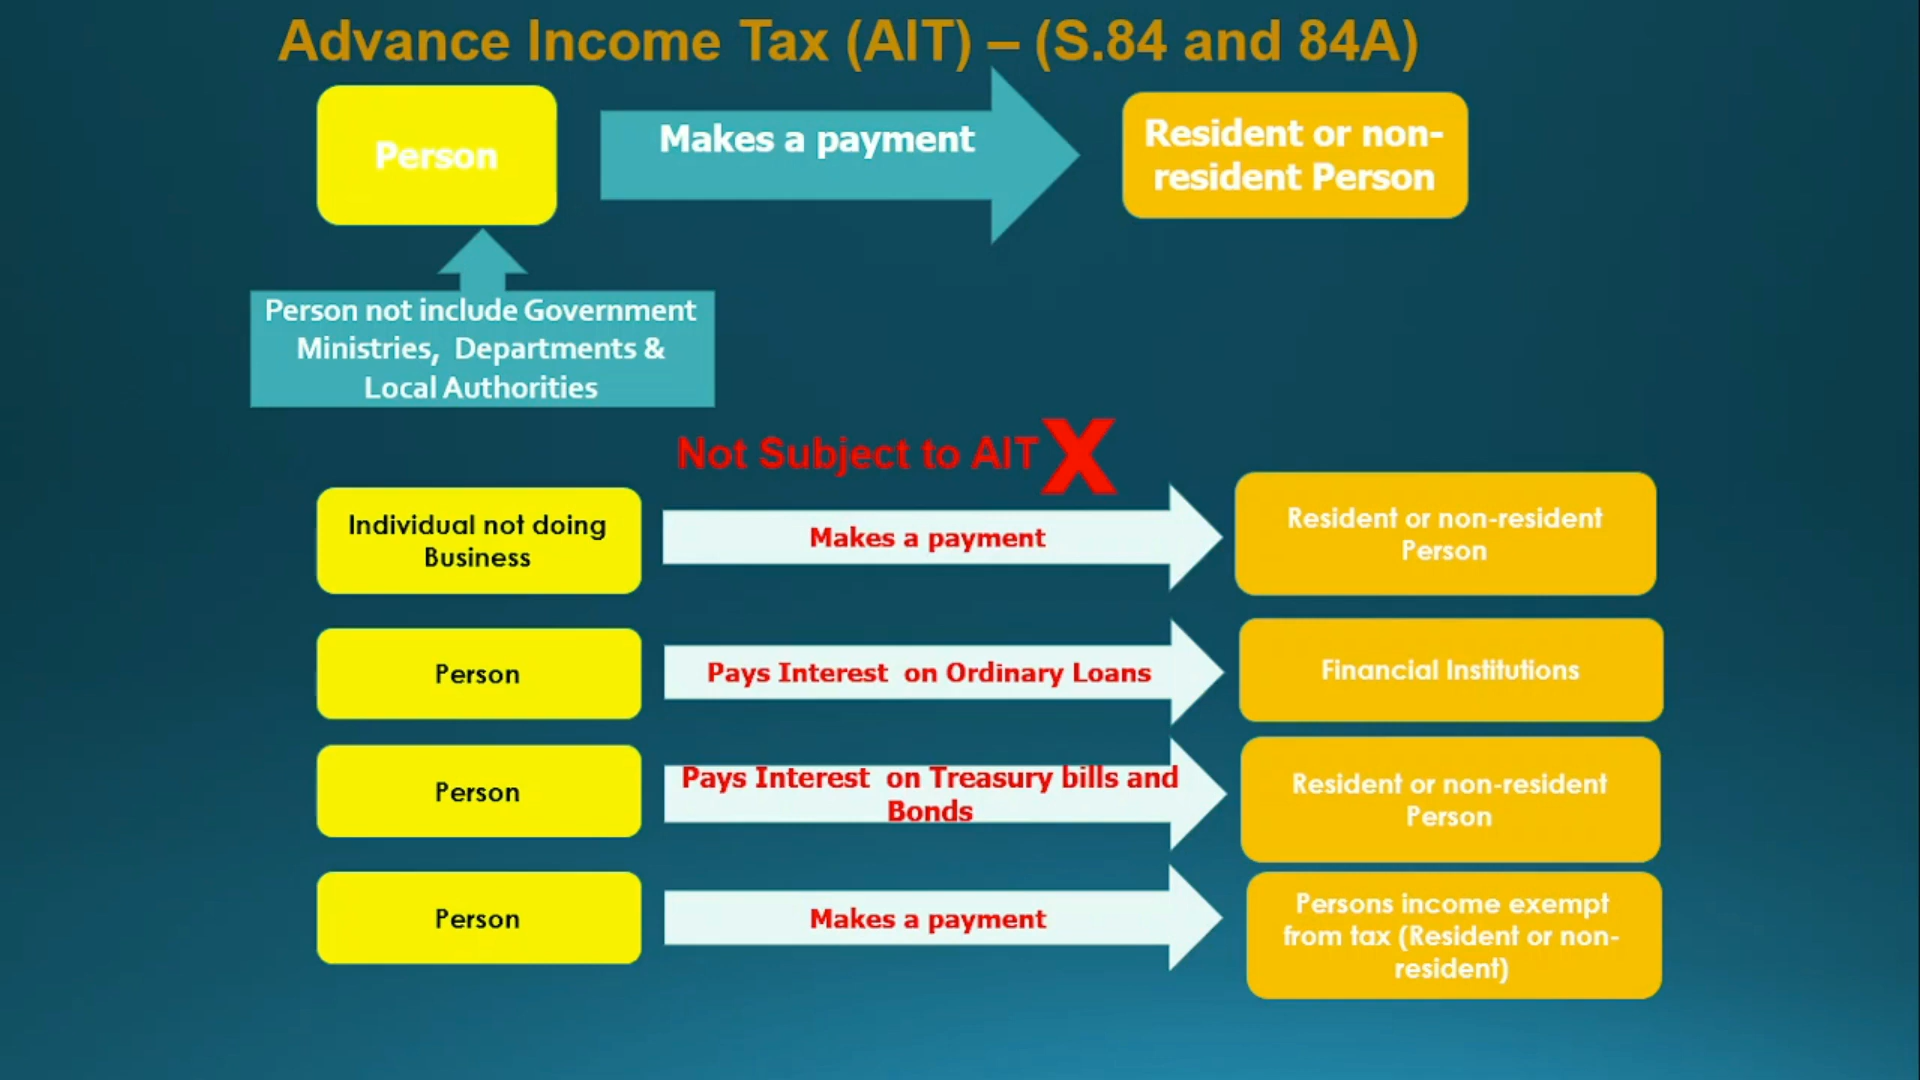 Advance Income Tax (AIT) – (S.84 and 84A)
Person
Makes a payment
Resident or non-
resident Person
Person not include Government
Ministries, Departments &
Local Authorities
Not Subject to AIT X
Individual not doing
Business
Makes a payment
Resident or non-resident
Person
Person
Pays Interest on Ordinary Loans
Financial Institutions
Person
Pays Interest on Treasury bills and
Bonds
Resident or non-resident
Person
Person
Makes a payment
Persons income exempt
from tax (Resident or non-
resident)